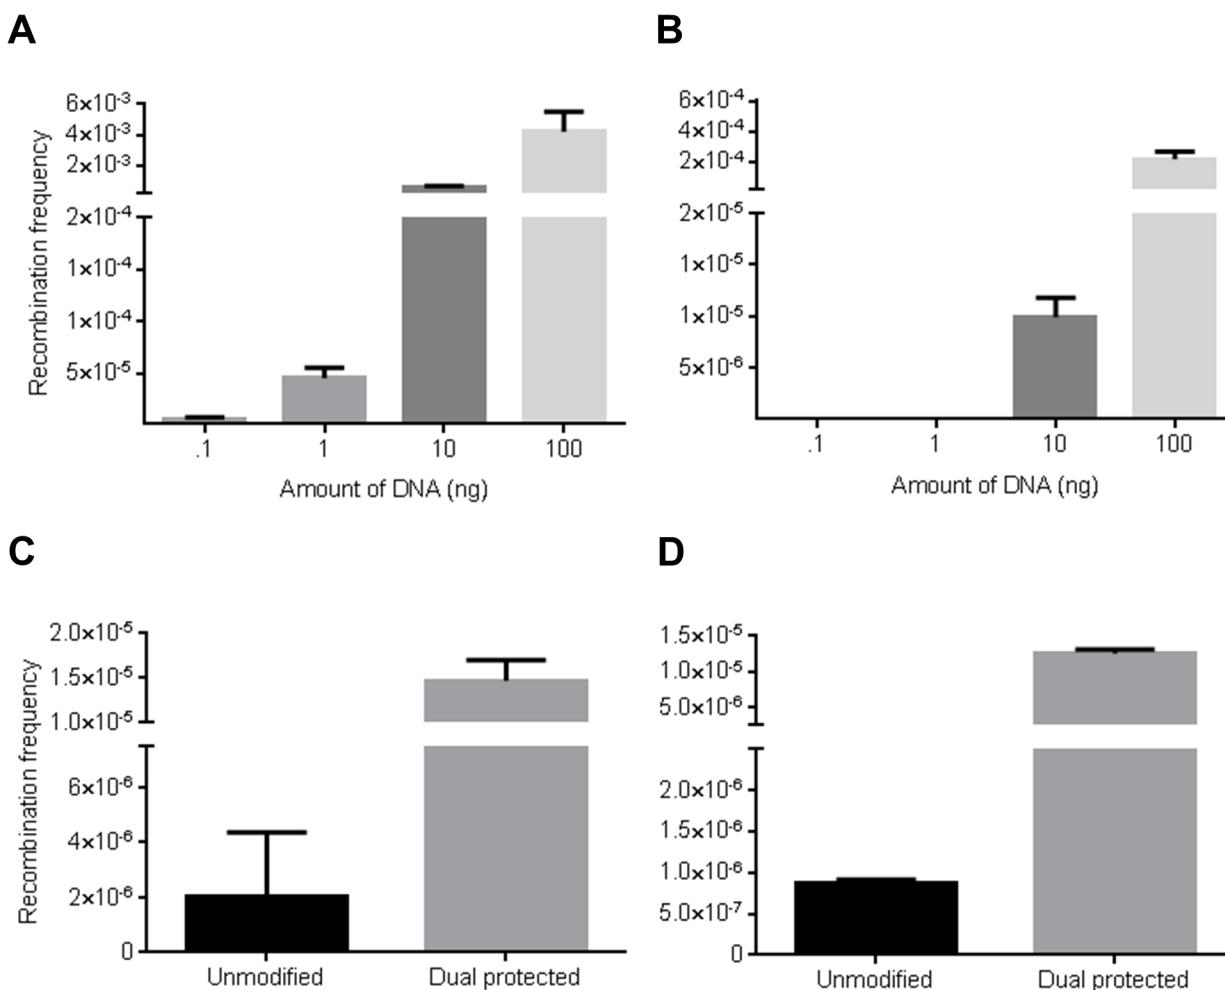 A
Recombination frequency
6×10⁻³
4×10⁻³
2×10⁻³
2×10⁻⁴
1×10⁻⁴
1×10⁻⁴
5×10⁻⁵
.1 1 10 100
Amount of DNA (ng)
B
6×10⁻⁴
4×10⁻⁴
2×10⁻⁴
2×10⁻⁵
1×10⁻⁵
1×10⁻⁵
5×10⁻⁶
.1 1 10 100
Amount of DNA (ng)
C
Recombination frequency
2.0×10⁻⁵
1.5×10⁻⁵
1.0×10⁻⁵
6×10⁻⁶
4×10⁻⁶
2×10⁻⁶
0
Unmodified Dual protected
D
1.5×10⁻⁵
1.0×10⁻⁵
5.0×10⁻⁶
2.0×10⁻⁶
1.5×10⁻⁶
1.0×10⁻⁶
5.0×10⁻⁷
0
Unmodified Dual protected